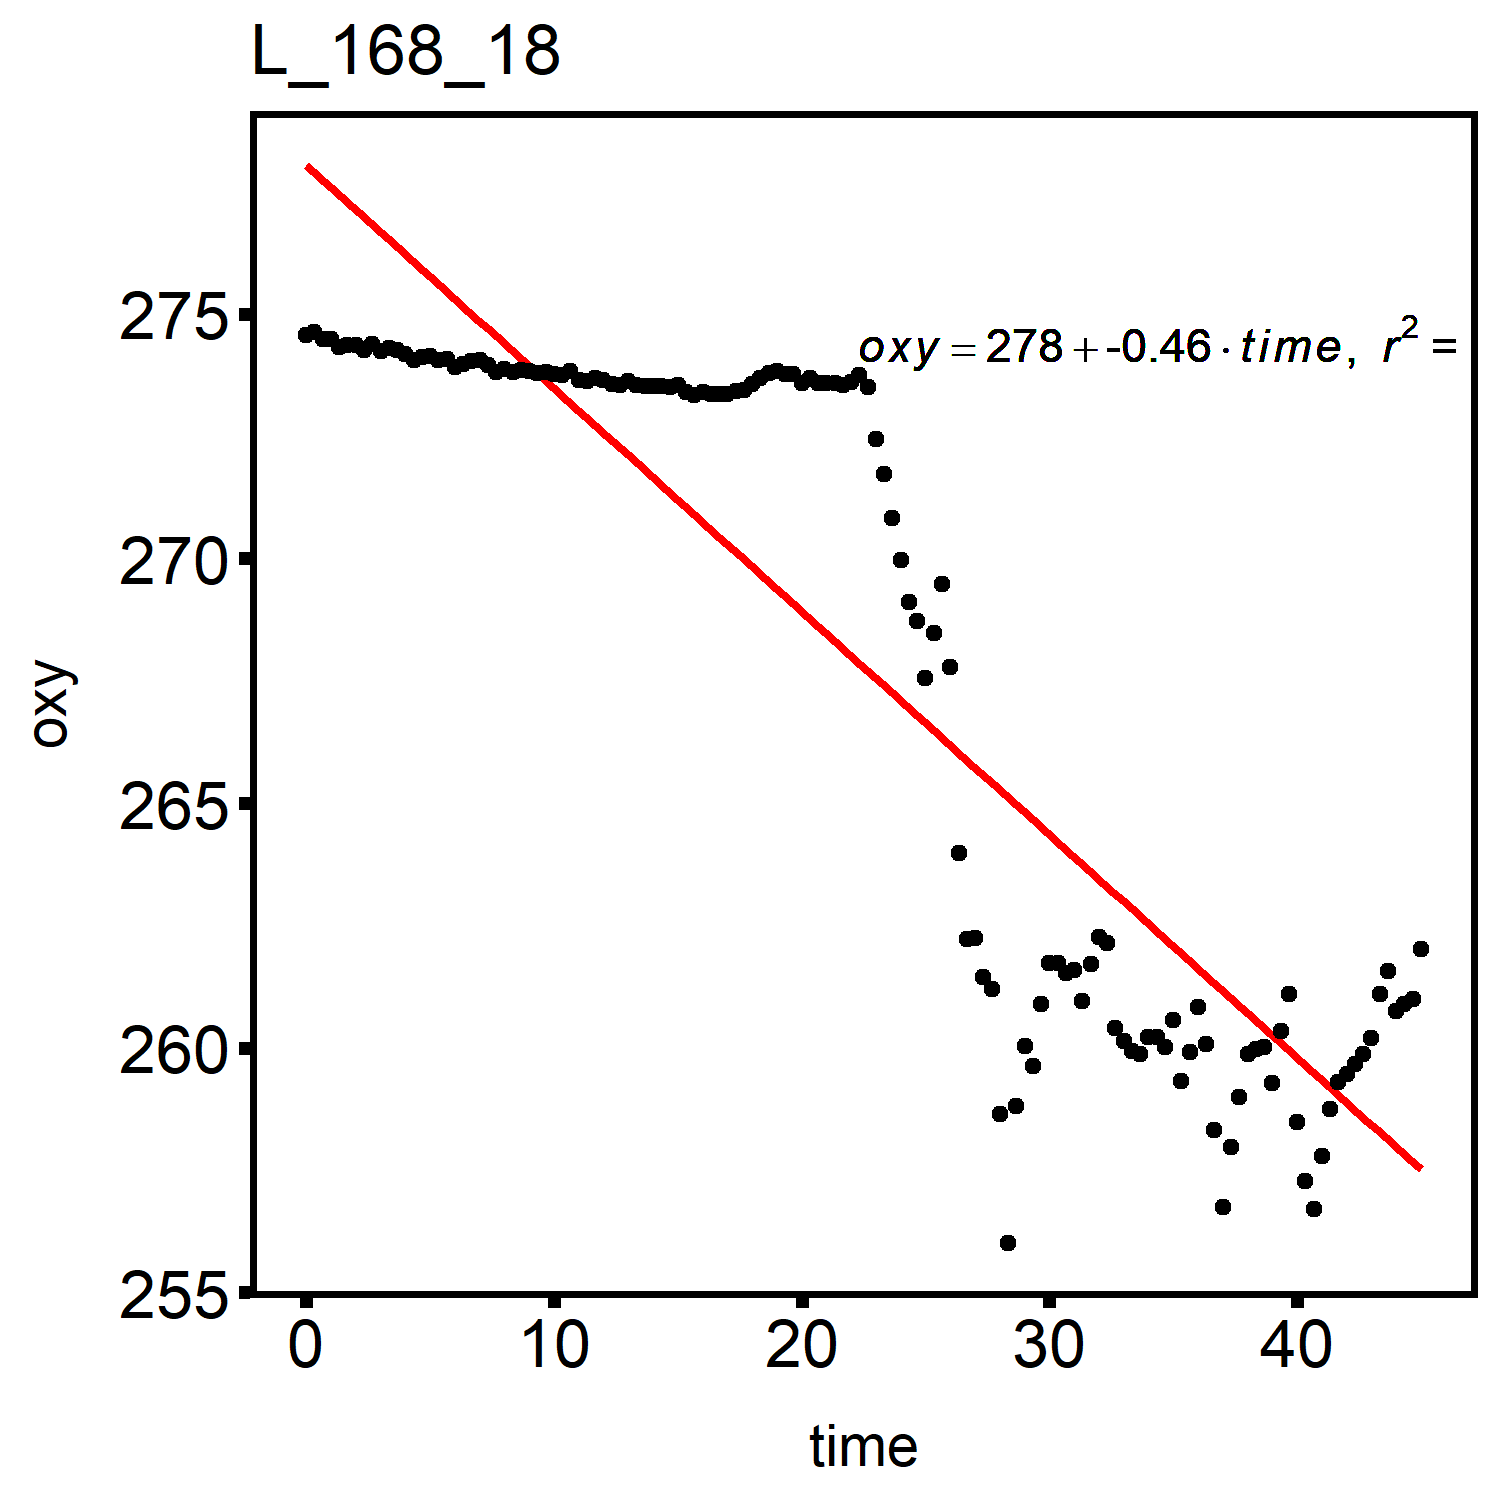 L_168_18
oxy = 278 + -0.46 · time, r² =
275
270
265
260
255
oxy
0 10 20 30 40
time